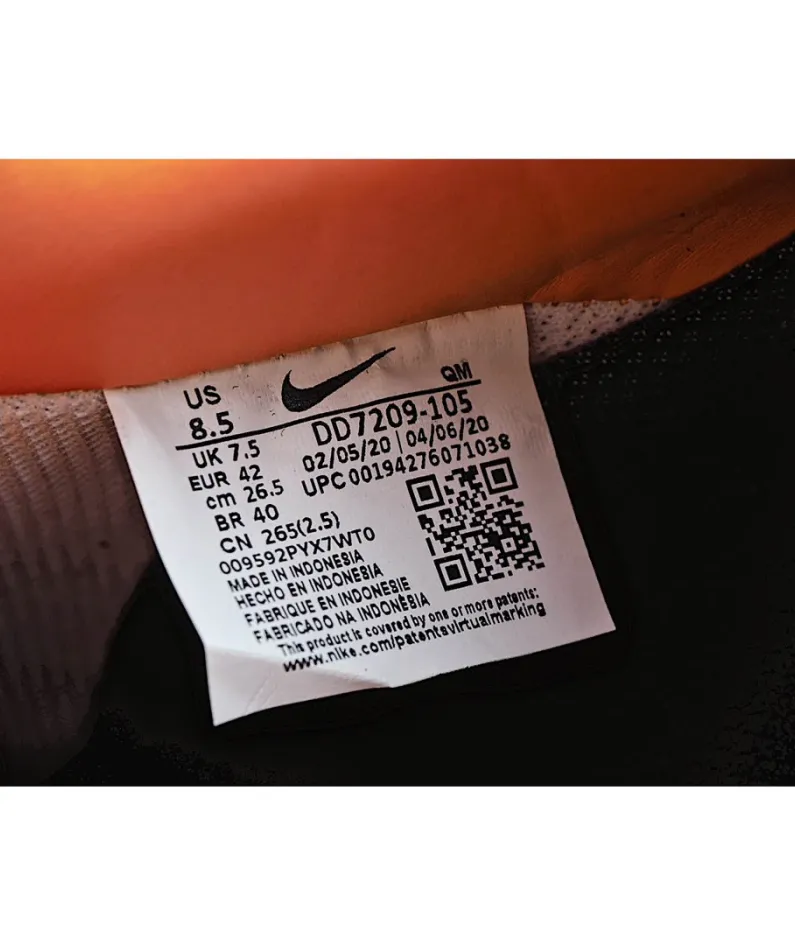 US
8.5
QM
UK 7.5
EUR 42
cm 26.5
BR 40
CN 265(2.5)
DD7209-105
02/05/20 | 04/06/20
UPC 00194276071038
009592PYX7WT0
MADE IN INDONESIA
HECHO EN INDONESIA
FABRIQUE EN INDONESIE
FABRICADO NA INDONÉSIA
This product is covered by one or more patents:
www.nike.com/patentsvirtualmarking